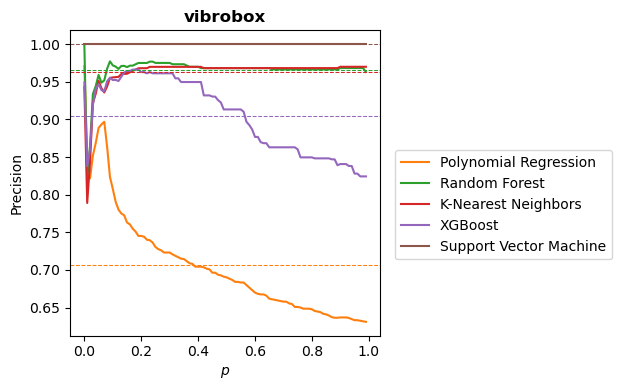 vibrobox
Precision
1.00
0.95
0.90
0.85
0.80
0.75
0.70
0.65
0.0
0.2
0.4
0.6
0.8
1.0
p
Polynomial Regression
Random Forest
K-Nearest Neighbors
XGBoost
Support Vector Machine